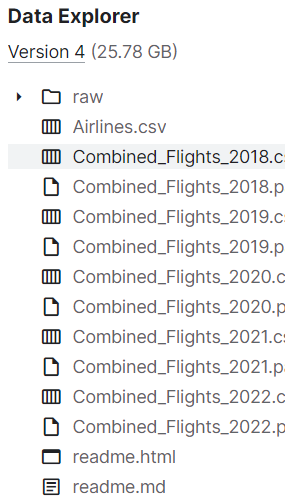 Data Explorer
Version 4 (25.78 GB)
raw
Airlines.csv
Combined_Flights_2018.cs
Combined_Flights_2018.p
Combined_Flights_2019.cs
Combined_Flights_2019.p
Combined_Flights_2020.c
Combined_Flights_2020.p
Combined_Flights_2021.cs
Combined_Flights_2021.pa
Combined_Flights_2022.c
Combined_Flights_2022.p
readme.html
readme.md